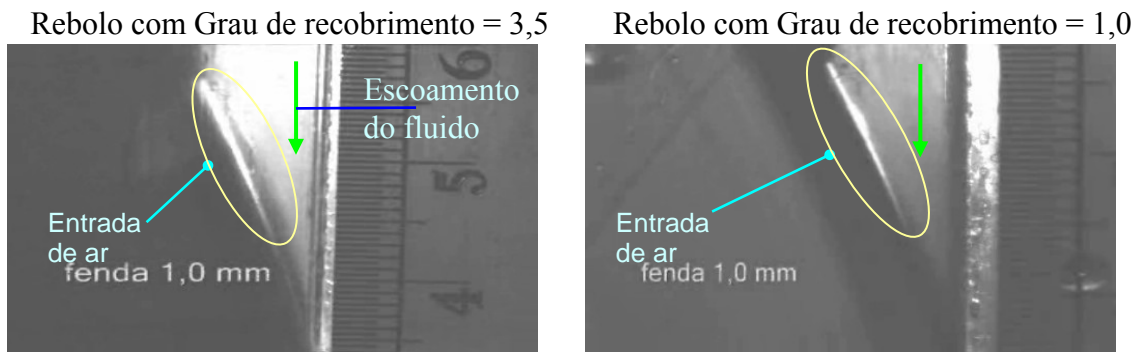 Rebolo com Grau de recobrimento = 3,5
Escoamento
do fluido
Entrada
de ar
fenda 1,0 mm
6
5
4
Rebolo com Grau de recobrimento = 1,0
Entrada
de ar
fenda 1,0 mm